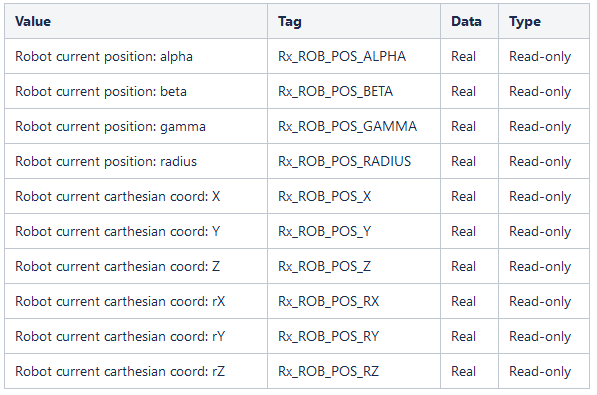 Value Tag Data Type
Robot current position: alpha Rx_ROB_POS_ALPHA Real Read-only
Robot current position: beta Rx_ROB_POS_BETA Real Read-only
Robot current position: gamma Rx_ROB_POS_GAMMA Real Read-only
Robot current position: radius Rx_ROB_POS_RADIUS Real Read-only
Robot current carthesian coord: X Rx_ROB_POS_X Real Read-only
Robot current carthesian coord: Y Rx_ROB_POS_Y Real Read-only
Robot current carthesian coord: Z Rx_ROB_POS_Z Real Read-only
Robot current carthesian coord: rX Rx_ROB_POS_RX Real Read-only
Robot current carthesian coord: rY Rx_ROB_POS_RY Real Read-only
Robot current carthesian coord: rZ Rx_ROB_POS_RZ Real Read-only